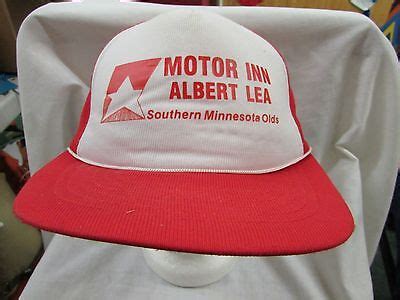 MOTOR INN
ALBERT LEA
Southern Minnesota Olds